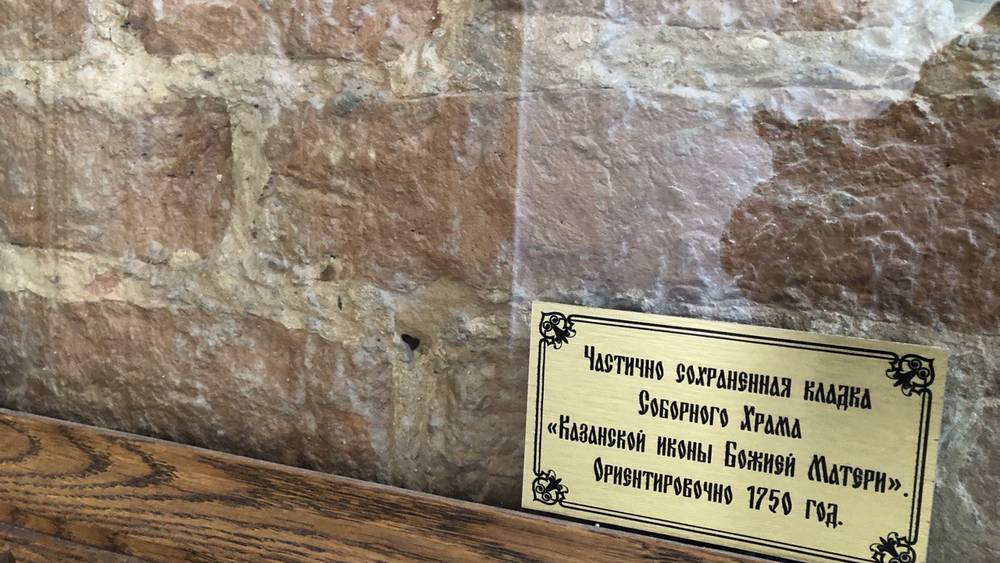 Частично сохраненная кладка
Соборного Храма
«Казанской иконы Божией Матери».
Ориентировочно 1750 год.